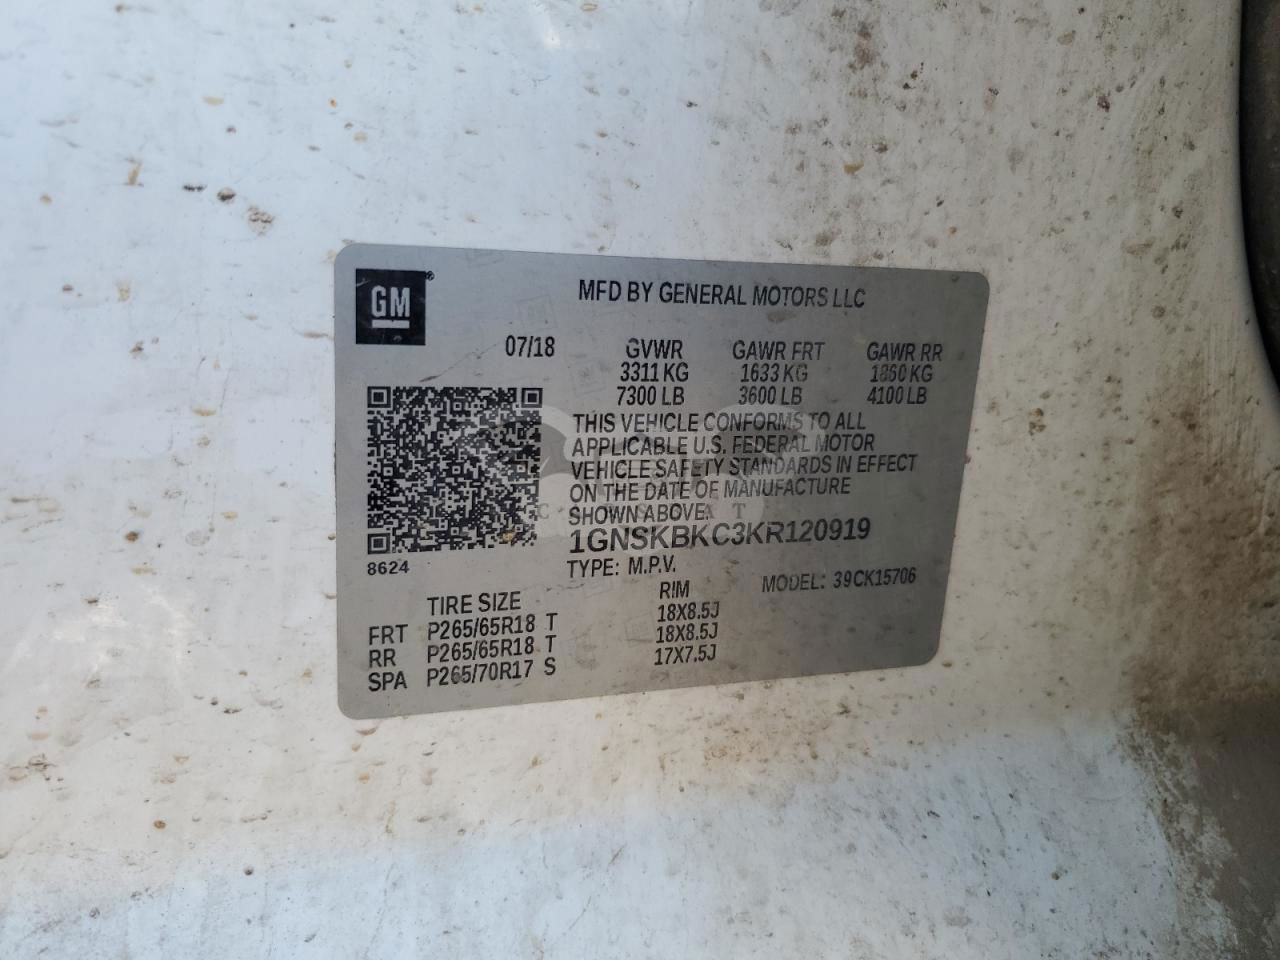 GM ®
MFD BY GENERAL MOTORS LLC
07/18 GVWR GAWR FRT GAWR RR
3311 KG 1633 KG 1860 KG
7300 LB 3600 LB 4100 LB
THIS VEHICLE CONFORMS TO ALL
APPLICABLE U.S. FEDERAL MOTOR
VEHICLE SAFETY STANDARDS IN EFFECT
ON THE DATE OF MANUFACTURE
SHOWN ABOVE.
1GNSKBKC3KR120919
8624 TYPE: M.P.V. MODEL: 39CK15706
TIRE SIZE RIM
FRT P265/65R18 T 18X8.5J
RR P265/65R18 T 18X8.5J
SPA P265/70R17 S 17X7.5J